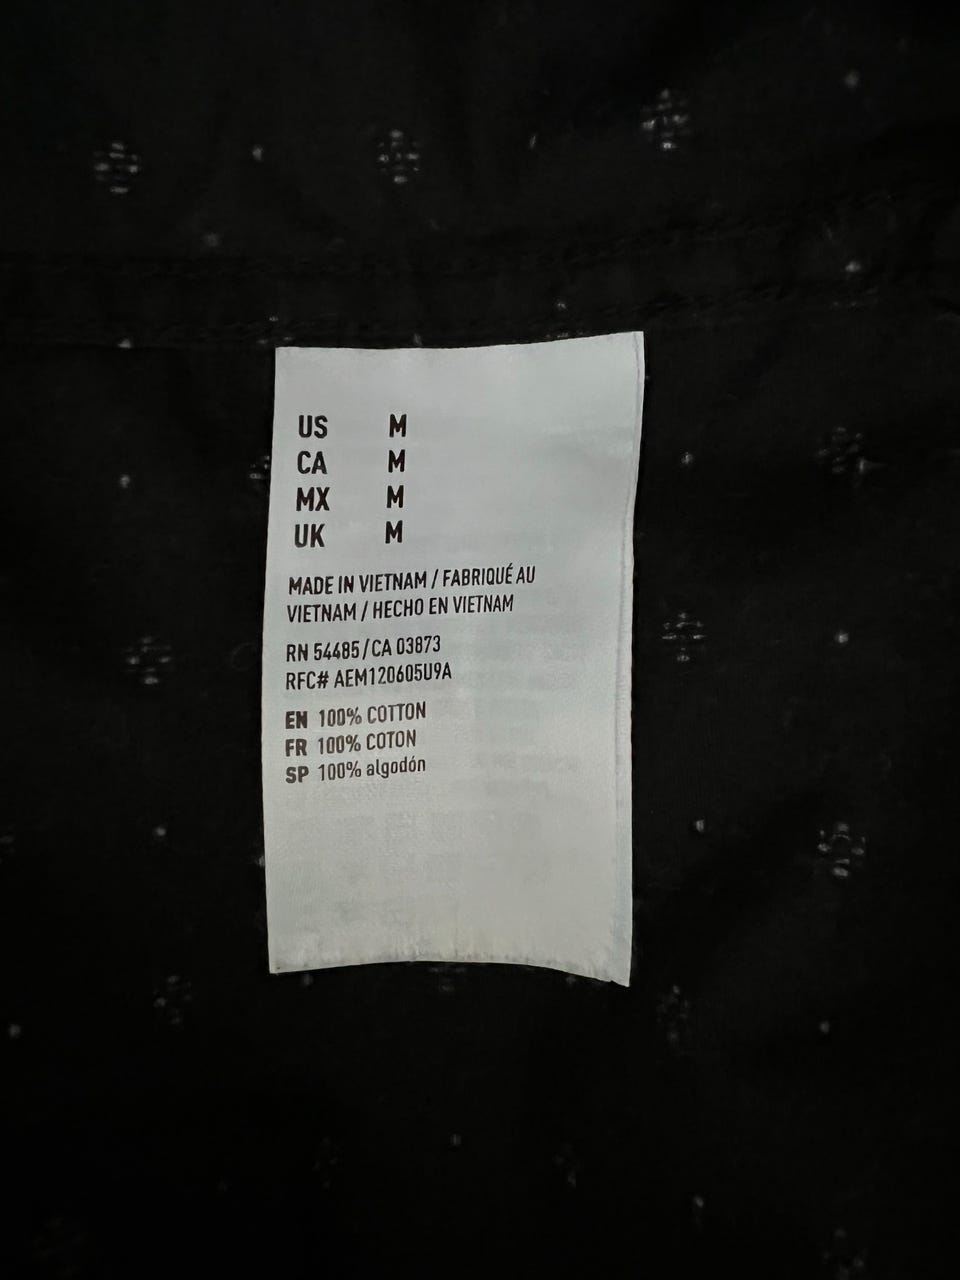 US M
CA M
MX M
UK M
MADE IN VIETNAM / FABRIQUÉ AU
VIETNAM / HECHO EN VIETNAM
RN 54485 / CA 03873
RFC# AEM120605U9A
EN 100% COTTON
FR 100% COTON
SP 100% algodón